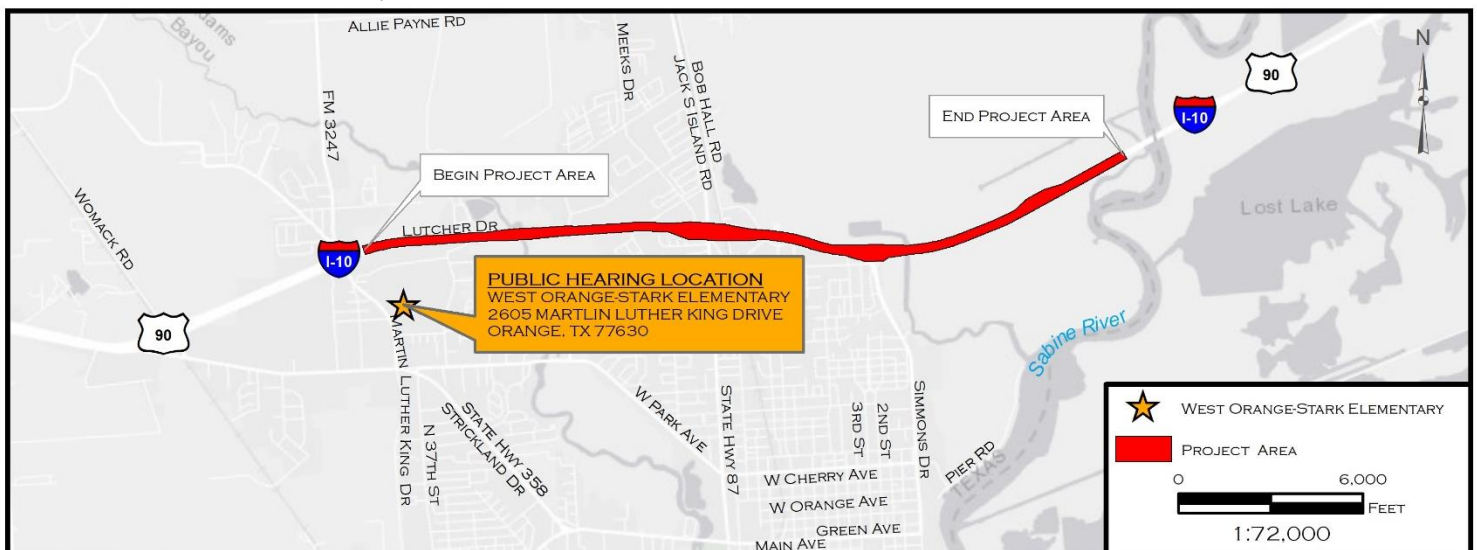 ALLIE PAYNE RD
Adams
Bayou
MEEKS DR
BOB HALL RD
JACK S ISLAND RD
FM 3247
N
90
I-10
END PROJECT AREA
BEGIN PROJECT AREA
WOMACK RD
LUTCHER DR
Lost Lake
I-10
PUBLIC HEARING LOCATION
WEST ORANGE-STARK ELEMENTARY
2605 MARTLIN LUTHER KING DRIVE
ORANGE, TX 77630
90
Sabine River
MARTIN LUTHER KING DR
N 37TH ST
STATE HWY 358
STRICKLAND DR
W PARK AVE
STATE HWY 87
3RD ST
2ND ST
SIMMONS DR
PIER RD
TEXAS
W CHERRY AVE
W ORANGE AVE
GREEN AVE
MAIN AVE
WEST ORANGE-STARK ELEMENTARY
PROJECT AREA
0 6,000
FEET
1:72,000